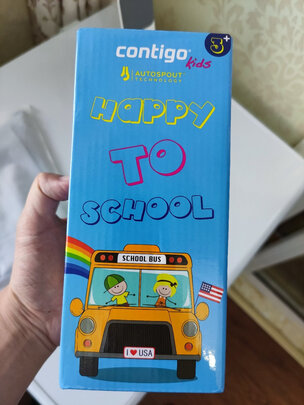 3+
contigo®
kids
AUTOSPOUT®
TECHNOLOGY
HAPPY
TO
SCHOOL
SCHOOL BUS
I ❤ USA